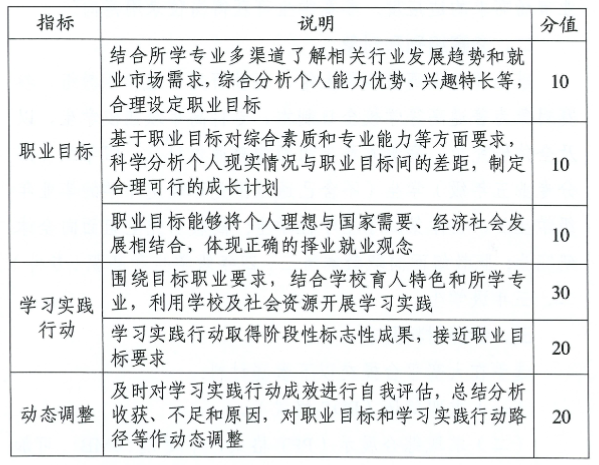 指标 说明 分值
职业目标
结合所学专业多渠道了解相关行业发展趋势和就
业市场需求，综合分析个人能力优势、兴趣特长等，
合理设定职业目标
10
基于职业目标对综合素质和专业能力等方面要求，
科学分析个人现实情况与职业目标间的差距，制定
合理可行的成长计划
10
职业目标能够将个人理想与国家需要、经济社会发
展相结合，体现正确的择业就业观念
10
学习实践
行动
围绕目标职业要求，结合学校育人特色和所学专
业，利用学校及社会资源开展学习实践
30
学习实践行动取得阶段性标志性成果，接近职业目
标要求
20
动态调整
及时对学习实践行动成效进行自我评估，总结分析
收获、不足和原因，对职业目标和学习实践行动路
径等作动态调整
20